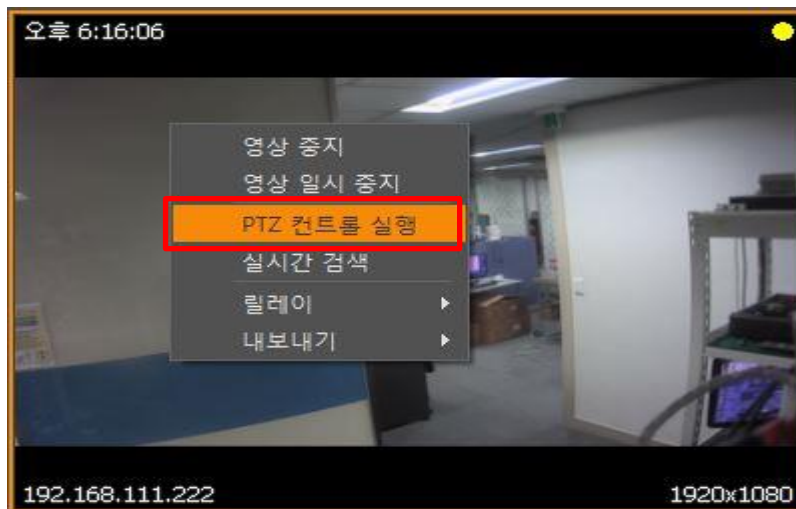 오후 6:16:06
영상 중지
영상 일시 중지
PTZ 컨트롤 실행
실시간 검색
릴레이
내보내기
192.168.111.222
1920x1080